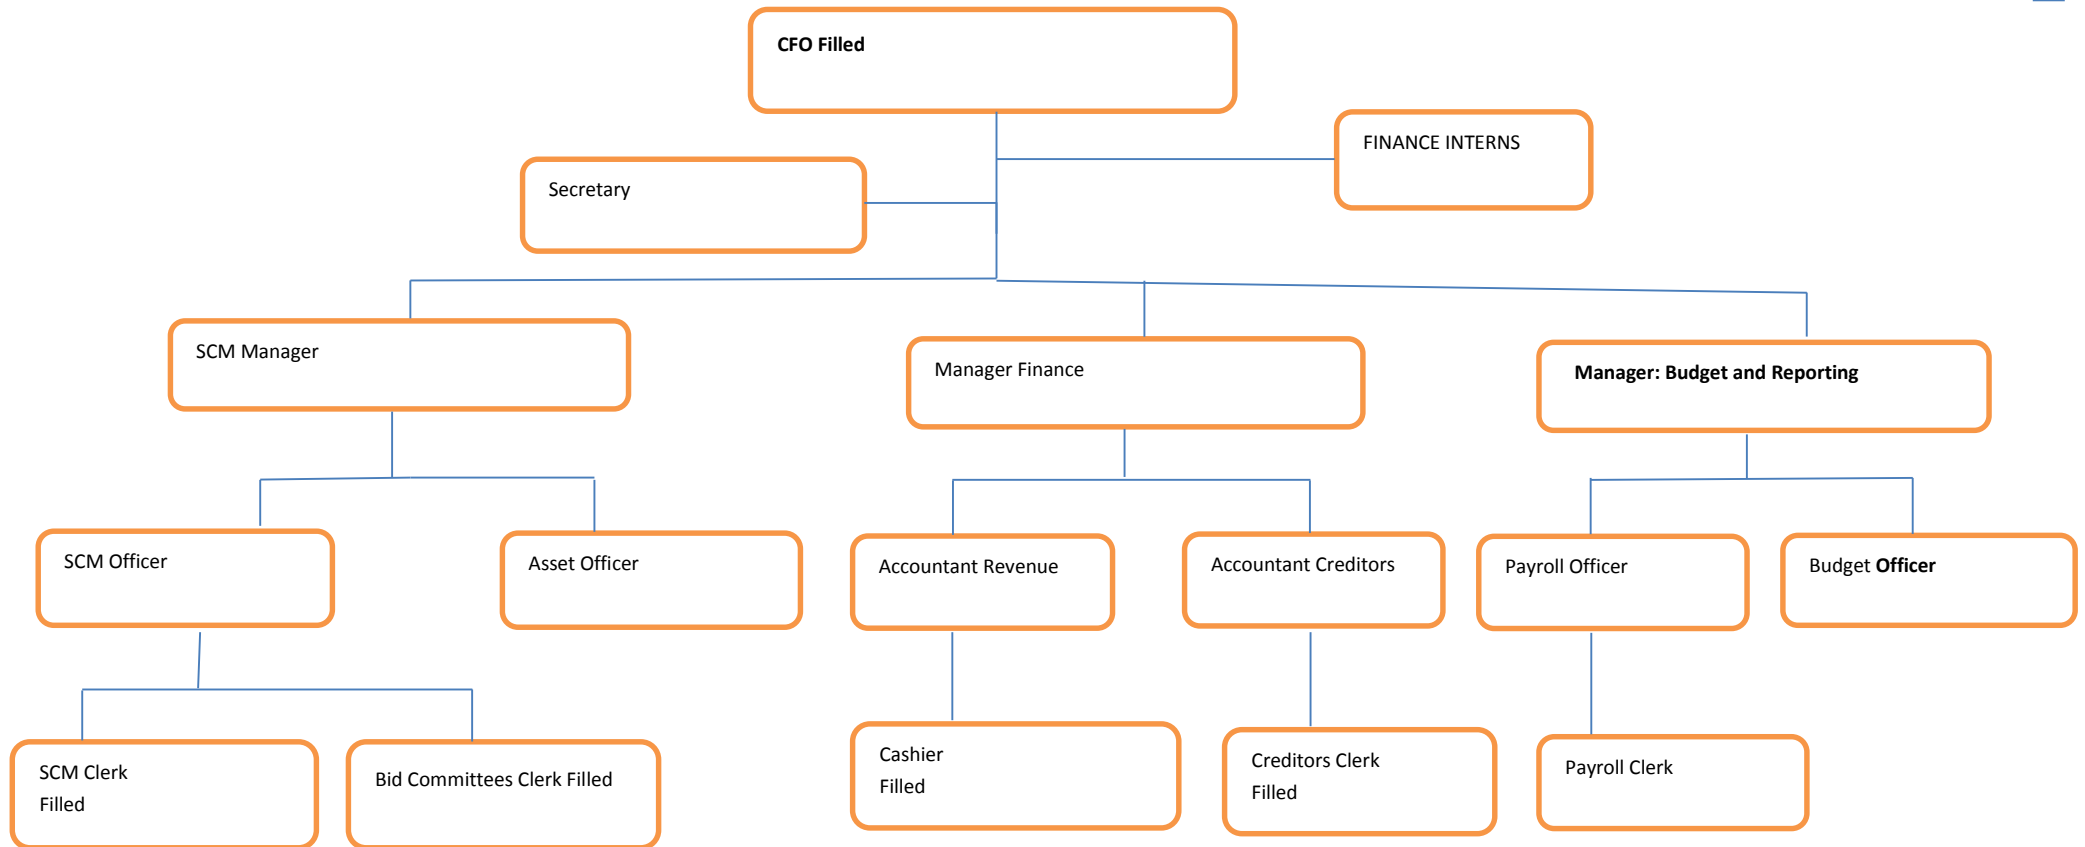 CFO Filled
FINANCE INTERNS
Secretary
SCM Manager
Manager Finance
Manager: Budget and Reporting
SCM Officer
Asset Officer
Accountant Revenue
Accountant Creditors
Payroll Officer
Budget Officer
SCM Clerk
Filled
Bid Committees Clerk Filled
Cashier
Filled
Creditors Clerk
Filled
Payroll Clerk